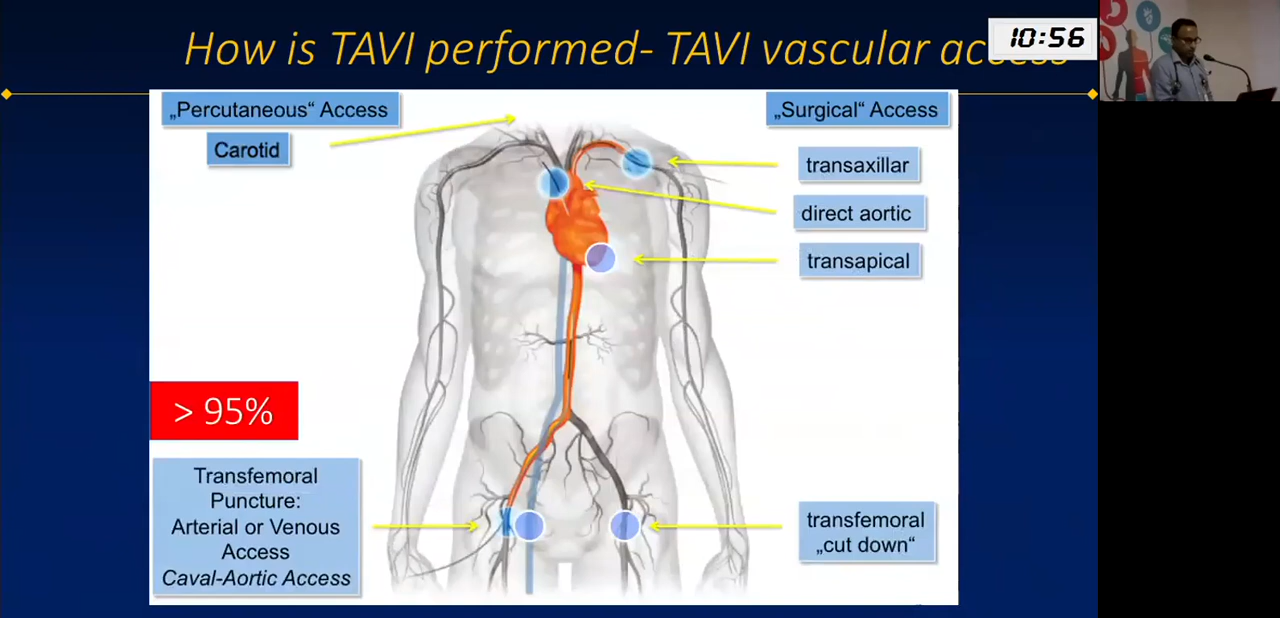 How is TAVI performed- TAVI vascular access
10:56
„Percutaneous“ Access
Carotid
„Surgical“ Access
transaxillar
direct aortic
transapical
> 95%
Transfemoral
Puncture:
Arterial or Venous
Access
Caval-Aortic Access
transfemoral
„cut down“